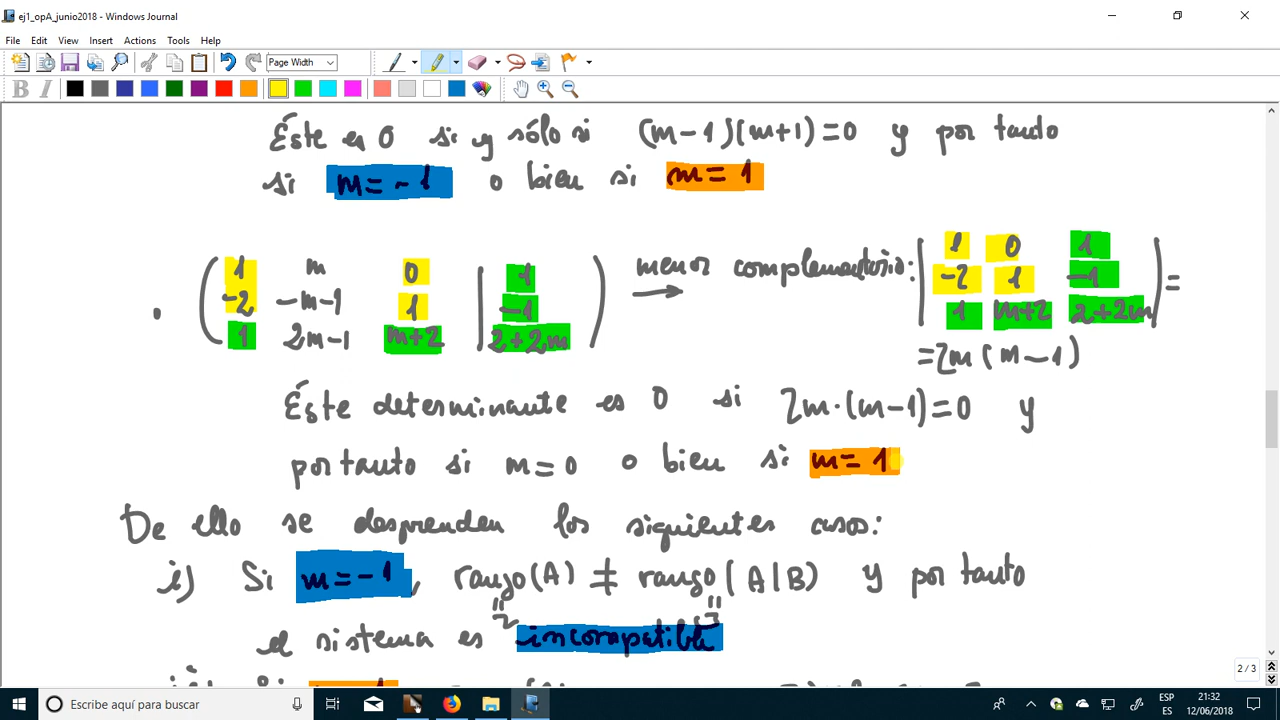 ej1_opA_junio2018 - Windows Journal
File Edit View Insert Actions Tools Help
Page Width
B I
Éste es 0 si y sólo si (m-1)(m+1)=0 y por tanto
si m=-1 o bien si m=1
1 m 0 | 1
-2 -m-1 1 | -1
1 2m-1 m+2 | 2+2m
menor complementario:
1 0 1
-2 1 -1
1 m+2 2+2m
=
=2m(m-1)
Éste determinante es 0 si 2m·(m-1)=0 y
por tanto si m=0 o bien si m=1
De ello se desprenden los siguientes casos:
i) Si m=-1, rango(A) ≠ rango(A|B) y por tanto
" 2 " 3
el sistema es incompatible
2/3
Escribe aquí para buscar
ESP
ES
21:32
12/06/2018